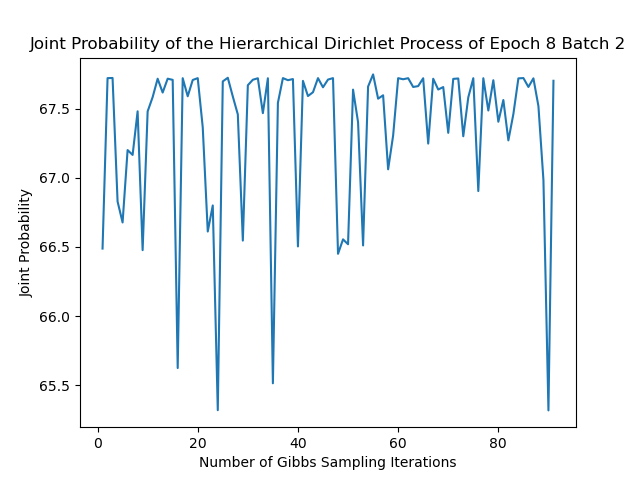 Joint Probability of the Hierarchical Dirichlet Process of Epoch 8 Batch 2
67.5
67.0
66.5
66.0
65.5
Joint Probability
0 20 40 60 80
Number of Gibbs Sampling Iterations